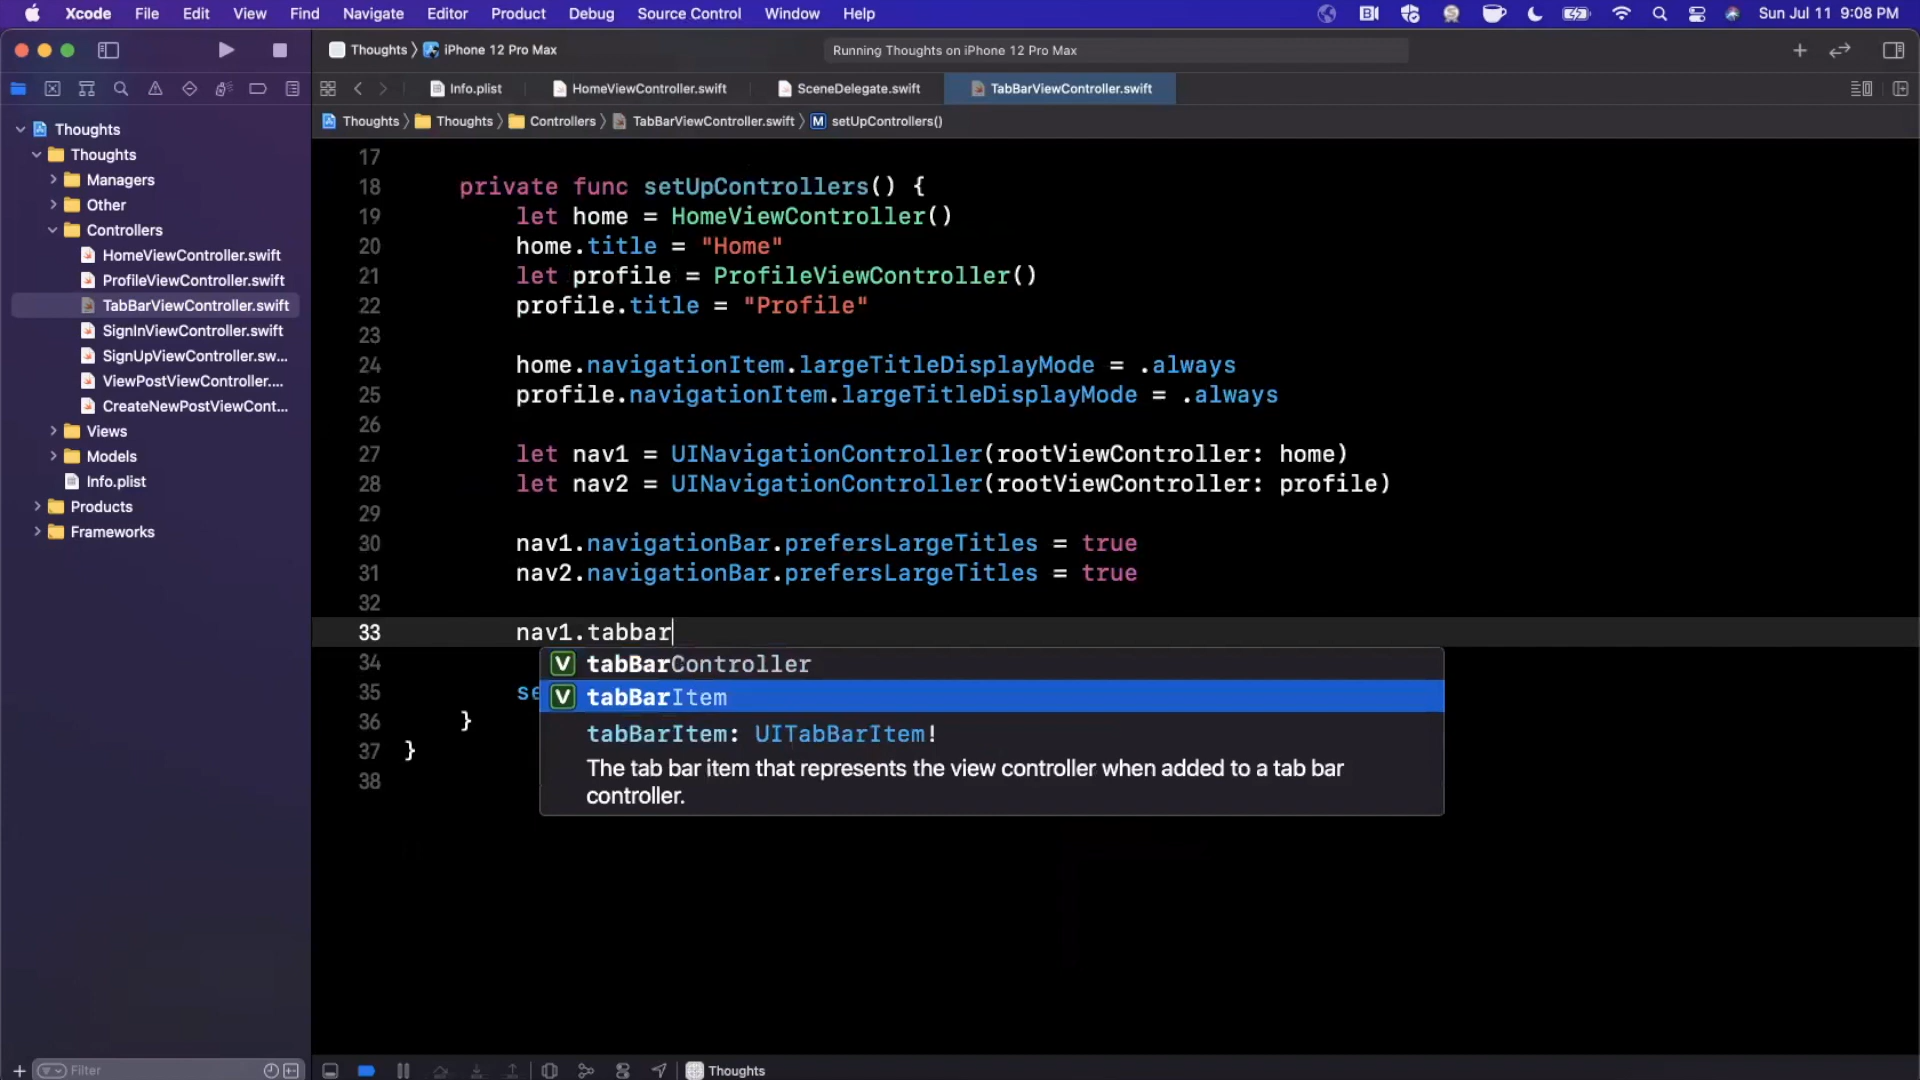 Xcode File Edit View Find Navigate Editor Product Debug Source Control Window Help Sun Jul 11 9:08 PM
Thoughts 〉 iPhone 12 Pro Max Running Thoughts on iPhone 12 Pro Max
Info.plist HomeViewController.swift SceneDelegate.swift TabBarViewController.swift
Thoughts 〉 Thoughts 〉 Controllers 〉 TabBarViewController.swift 〉 M setUpControllers()
Thoughts
Thoughts
Managers
Other
Controllers
HomeViewController.swift
ProfileViewController.swift
TabBarViewController.swift
SignInViewController.swift
SignUpViewController.sw...
ViewPostViewController....
CreateNewPostViewCont...
Views
Models
Info.plist
Products
Frameworks
17
18 private func setUpControllers() {
19 let home = HomeViewController()
20 home.title = "Home"
21 let profile = ProfileViewController()
22 profile.title = "Profile"
23
24 home.navigationItem.largeTitleDisplayMode = .always
25 profile.navigationItem.largeTitleDisplayMode = .always
26
27 let nav1 = UINavigationController(rootViewController: home)
28 let nav2 = UINavigationController(rootViewController: profile)
29
30 nav1.navigationBar.prefersLargeTitles = true
31 nav2.navigationBar.prefersLargeTitles = true
32
33 nav1.tabbar
34
35 se
36 }
37 }
38
V tabBarController
V tabBarItem
tabBarItem: UITabBarItem!
The tab bar item that represents the view controller when added to a tab bar
controller.
Filter
Thoughts